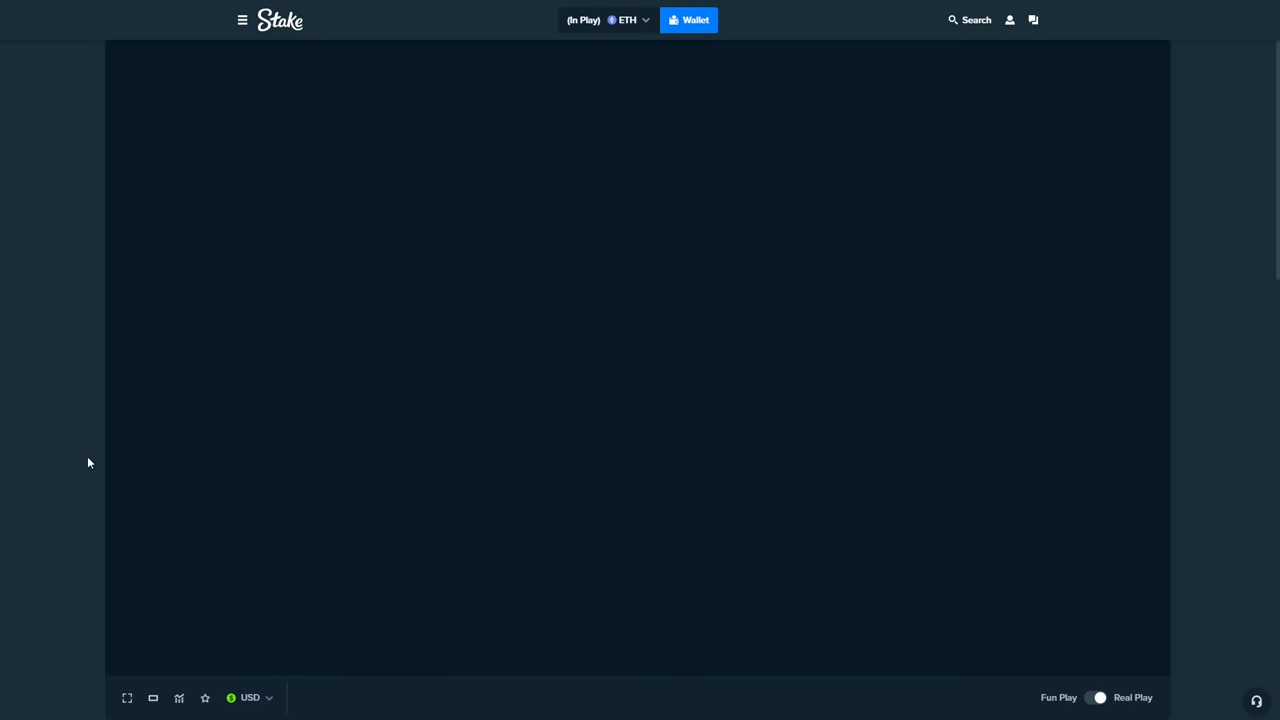 Stake
(In Play) ETH
Wallet
Search
USD
Fun Play
Real Play